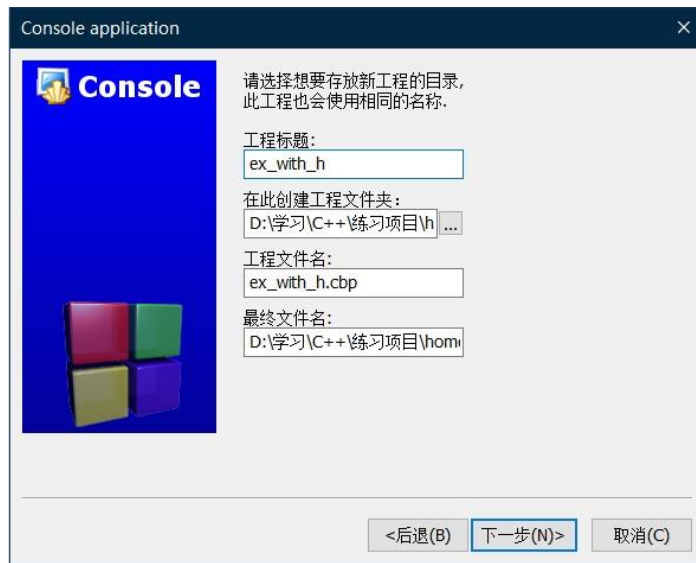 Console application
Console
请选择想要存放新工程的目录,
此工程也会使用相同的名称.
工程标题:
ex_with_h
在此创建工程文件夹:
D:\学习\C++\练习项目\h ...
工程文件名:
ex_with_h.cbp
最终文件名:
D:\学习\C++\练习项目\home
<后退(B) 下一步(N)> 取消(C)